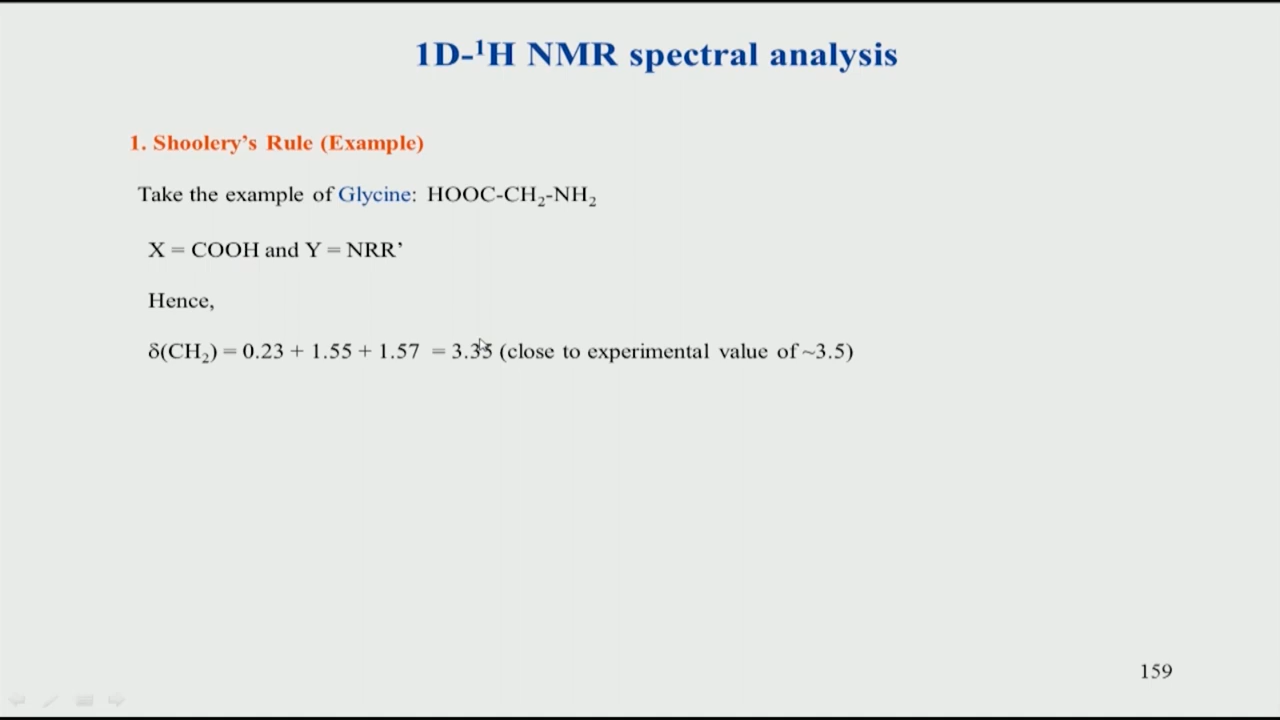 1D-¹H NMR spectral analysis
1. Shoolery’s Rule (Example)
Take the example of Glycine: HOOC-CH₂-NH₂
X = COOH and Y = NRR’
Hence,
δ(CH₂) = 0.23 + 1.55 + 1.57 = 3.35 (close to experimental value of ~3.5)
159